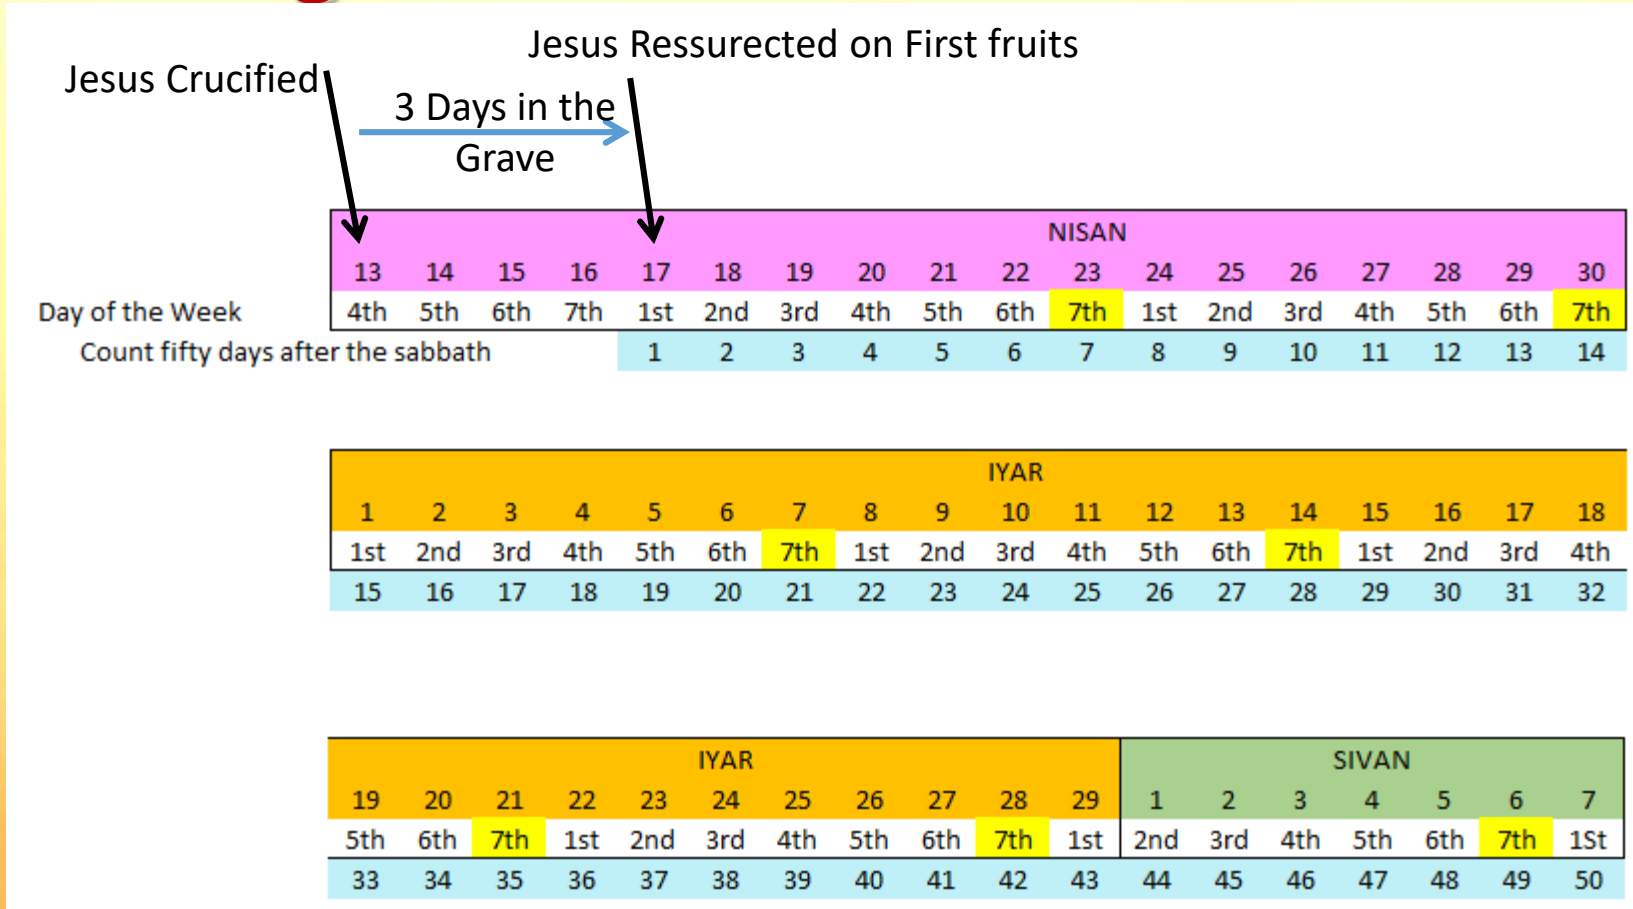 Jesus Ressurected on First fruits
Jesus Crucified
3 Days in the
Grave
NISAN
13 14 15 16 17 18 19 20 21 22 23 24 25 26 27 28 29 30
Day of the Week 4th 5th 6th 7th 1st 2nd 3rd 4th 5th 6th 7th 1st 2nd 3rd 4th 5th 6th 7th
Count fifty days after the sabbath 1 2 3 4 5 6 7 8 9 10 11 12 13 14
IYAR
1 2 3 4 5 6 7 8 9 10 11 12 13 14 15 16 17 18
1st 2nd 3rd 4th 5th 6th 7th 1st 2nd 3rd 4th 5th 6th 7th 1st 2nd 3rd 4th
15 16 17 18 19 20 21 22 23 24 25 26 27 28 29 30 31 32
IYAR SIVAN
19 20 21 22 23 24 25 26 27 28 29 1 2 3 4 5 6 7
5th 6th 7th 1st 2nd 3rd 4th 5th 6th 7th 1st 2nd 3rd 4th 5th 6th 7th 1St
33 34 35 36 37 38 39 40 41 42 43 44 45 46 47 48 49 50